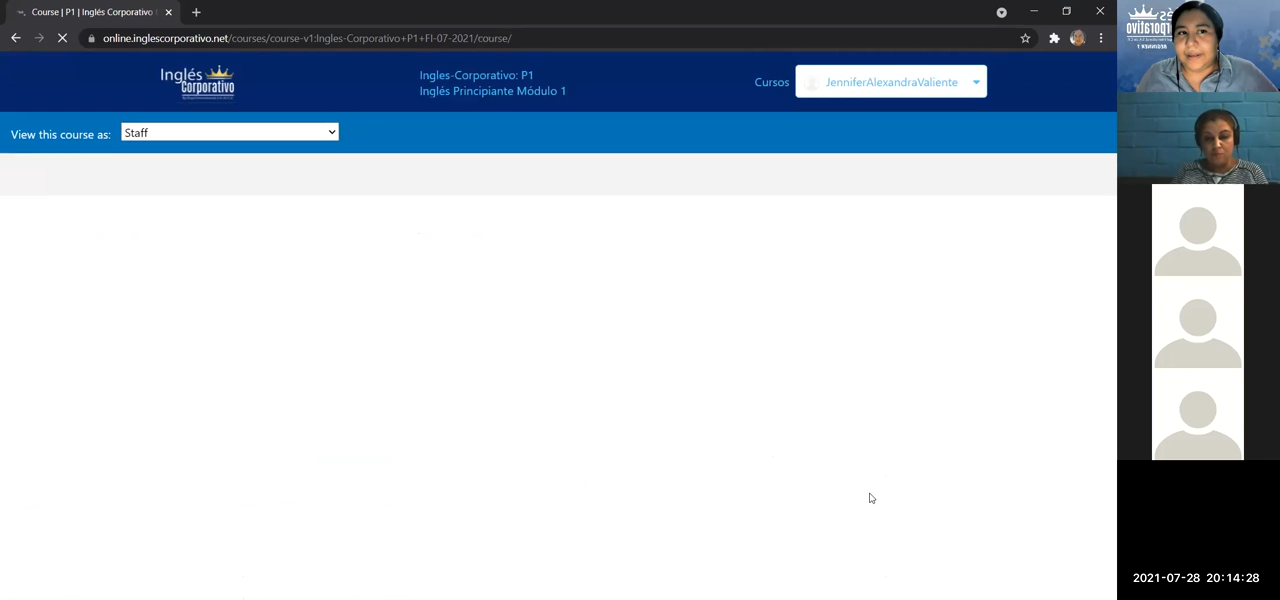 Course | P1 | Inglés Corporativo
online.inglescorporativo.net/courses/course-v1:Ingles-Corporativo+P1+FI-07-2021/course/
Inglés
Corporativo
Ingles-Corporativo: P1
Inglés Principiante Módulo 1
Cursos
JenniferAlexandraValiente
View this course as:
Staff
2021-07-28 20:14:28